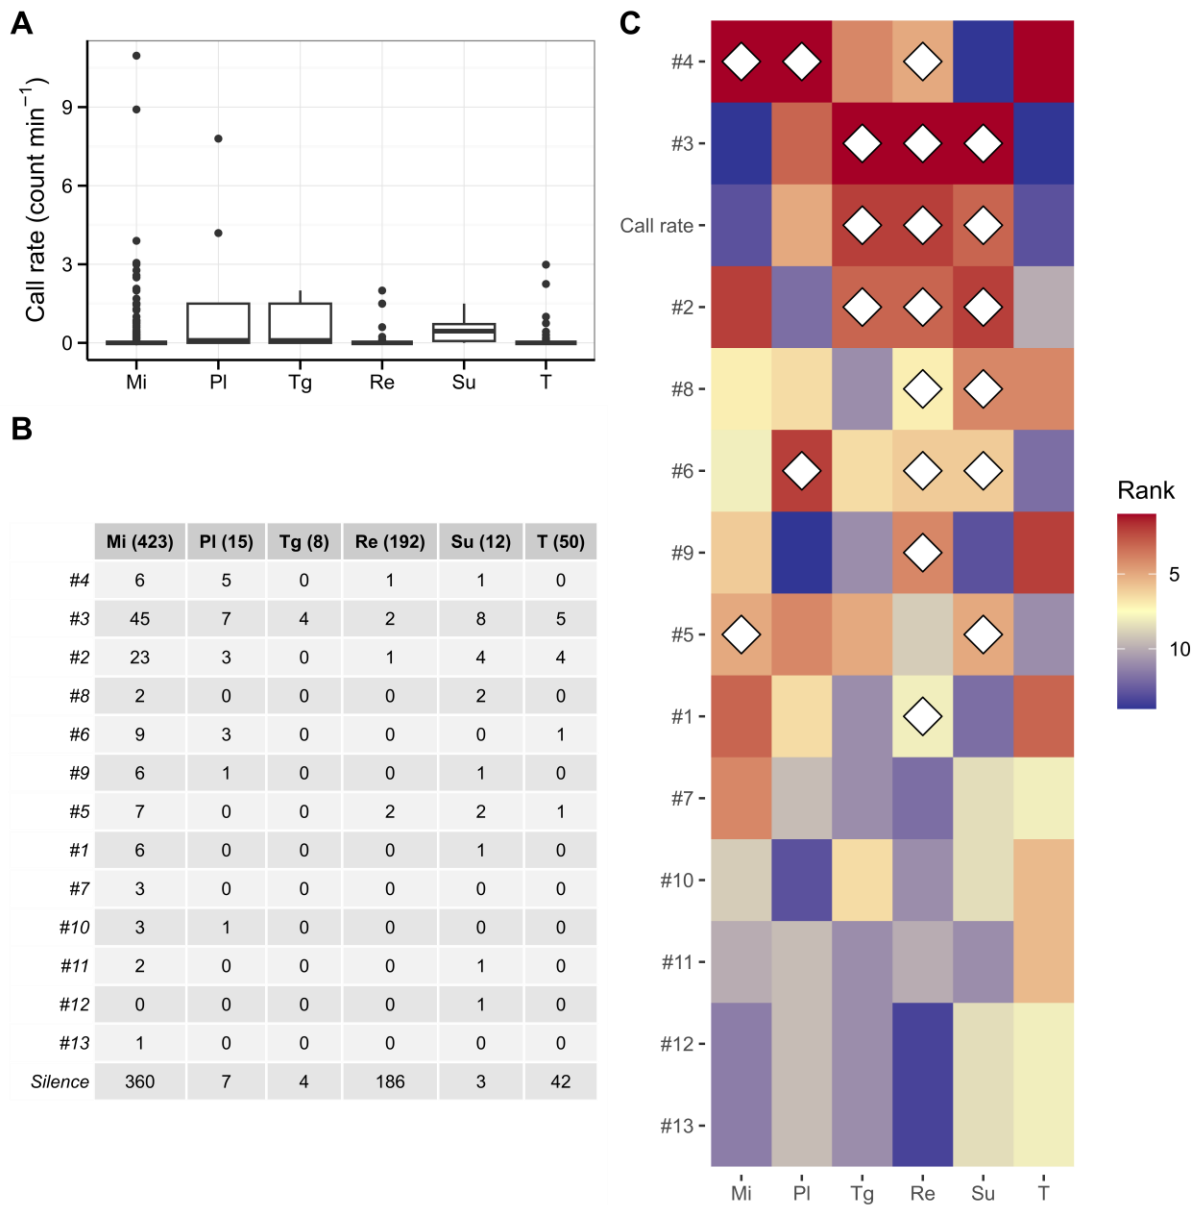 A
Call rate (count min⁻¹)
9
6
3
0
Mi Pl Tg Re Su T
B
Mi (423) Pl (15) Tg (8) Re (192) Su (12) T (50)
#4 6 5 0 1 1 0
#3 45 7 4 2 8 5
#2 23 3 0 1 4 4
#8 2 0 0 0 2 0
#6 9 3 0 0 0 1
#9 6 1 0 0 1 0
#5 7 0 0 2 2 1
#1 6 0 0 0 1 0
#7 3 0 0 0 0 0
#10 3 1 0 0 0 0
#11 2 0 0 0 1 0
#12 0 0 0 0 1 0
#13 1 0 0 0 0 0
Silence 360 7 4 186 3 42
C
#4
#3
Call rate
#2
#8
#6
#9
#5
#1
#7
#10
#11
#12
#13
Mi Pl Tg Re Su T
Rank
5
10